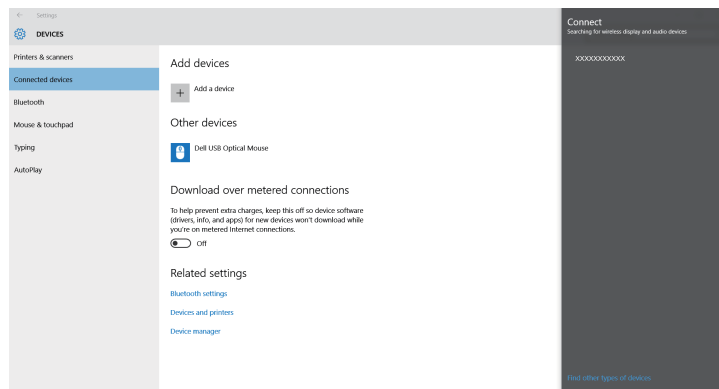 Settings
DEVICES
Printers & scanners
Connected devices
Bluetooth
Mouse & touchpad
Typing
AutoPlay
Add devices
Add a device
Other devices
Dell USB Optical Mouse
Download over metered connections
To help prevent extra charges, keep this off so device software
(drivers, info, and apps) for new devices won't download while
you're on metered Internet connections.
Off
Related settings
Bluetooth settings
Devices and printers
Device manager
Connect
Searching for wireless display and audio devices
XXXXXXXXXXX
Find other types of devices